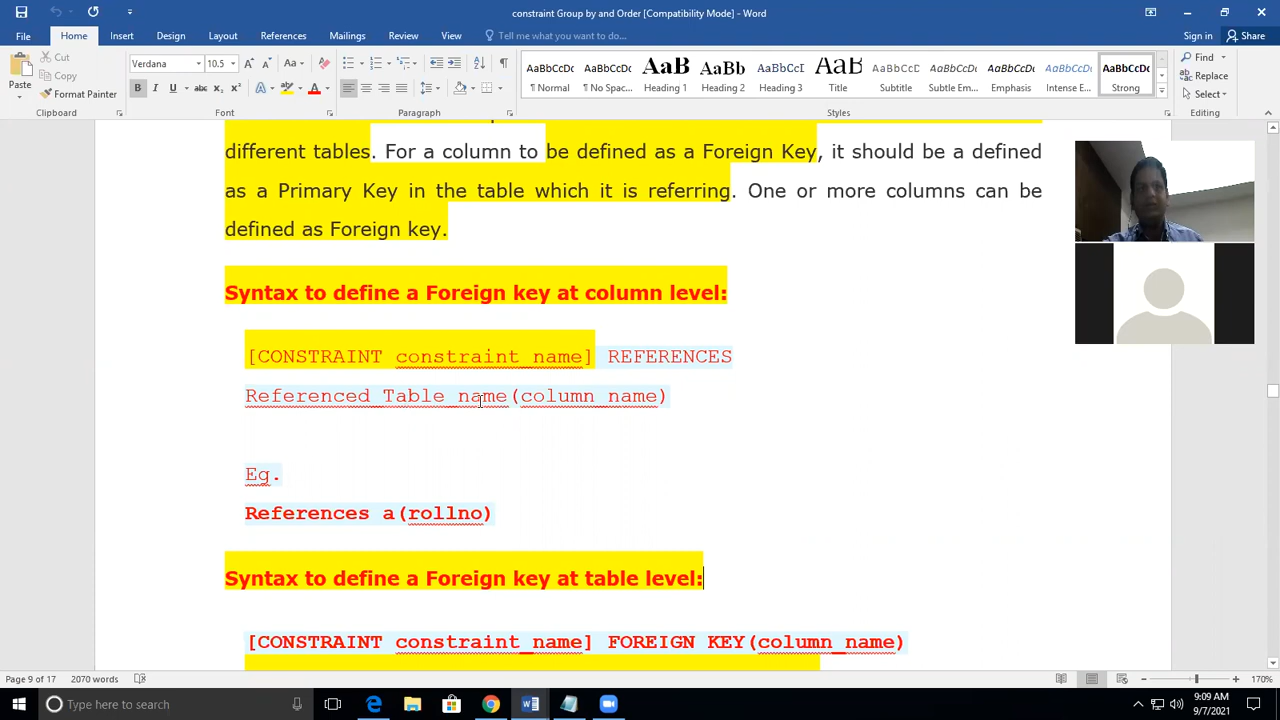 constraint Group by and Order [Compatibility Mode] - Word
File Home Insert Design Layout References Mailings Review View Tell me what you want to do... Sign in Share
Paste Cut Copy Format Painter Clipboard
Verdana 10.5 Font
Paragraph
AaBbCcDc ¶ Normal
AaBbCcDc ¶ No Spac...
AaB Heading 1
AaBbCc Heading 2
AaBbCcI Heading 3
AaB Title
AaBbCcDc Subtitle
AaBbCcDc Subtle Em...
AaBbCcDc Emphasis
AaBbCcDc Intense E...
AaBbCcDc Strong
Styles
Find
Replace
Select
Editing
different tables. For a column to be defined as a Foreign Key, it should be a defined
as a Primary Key in the table which it is referring. One or more columns can be
defined as Foreign key.
Syntax to define a Foreign key at column level:
[CONSTRAINT constraint_name] REFERENCES
Referenced_Table_name(column_name)
Eg.
References a(rollno)
Syntax to define a Foreign key at table level:
[CONSTRAINT constraint_name] FOREIGN KEY(column_name)
Page 9 of 17 2070 words 170%
Type here to search
9:09 AM
9/7/2021